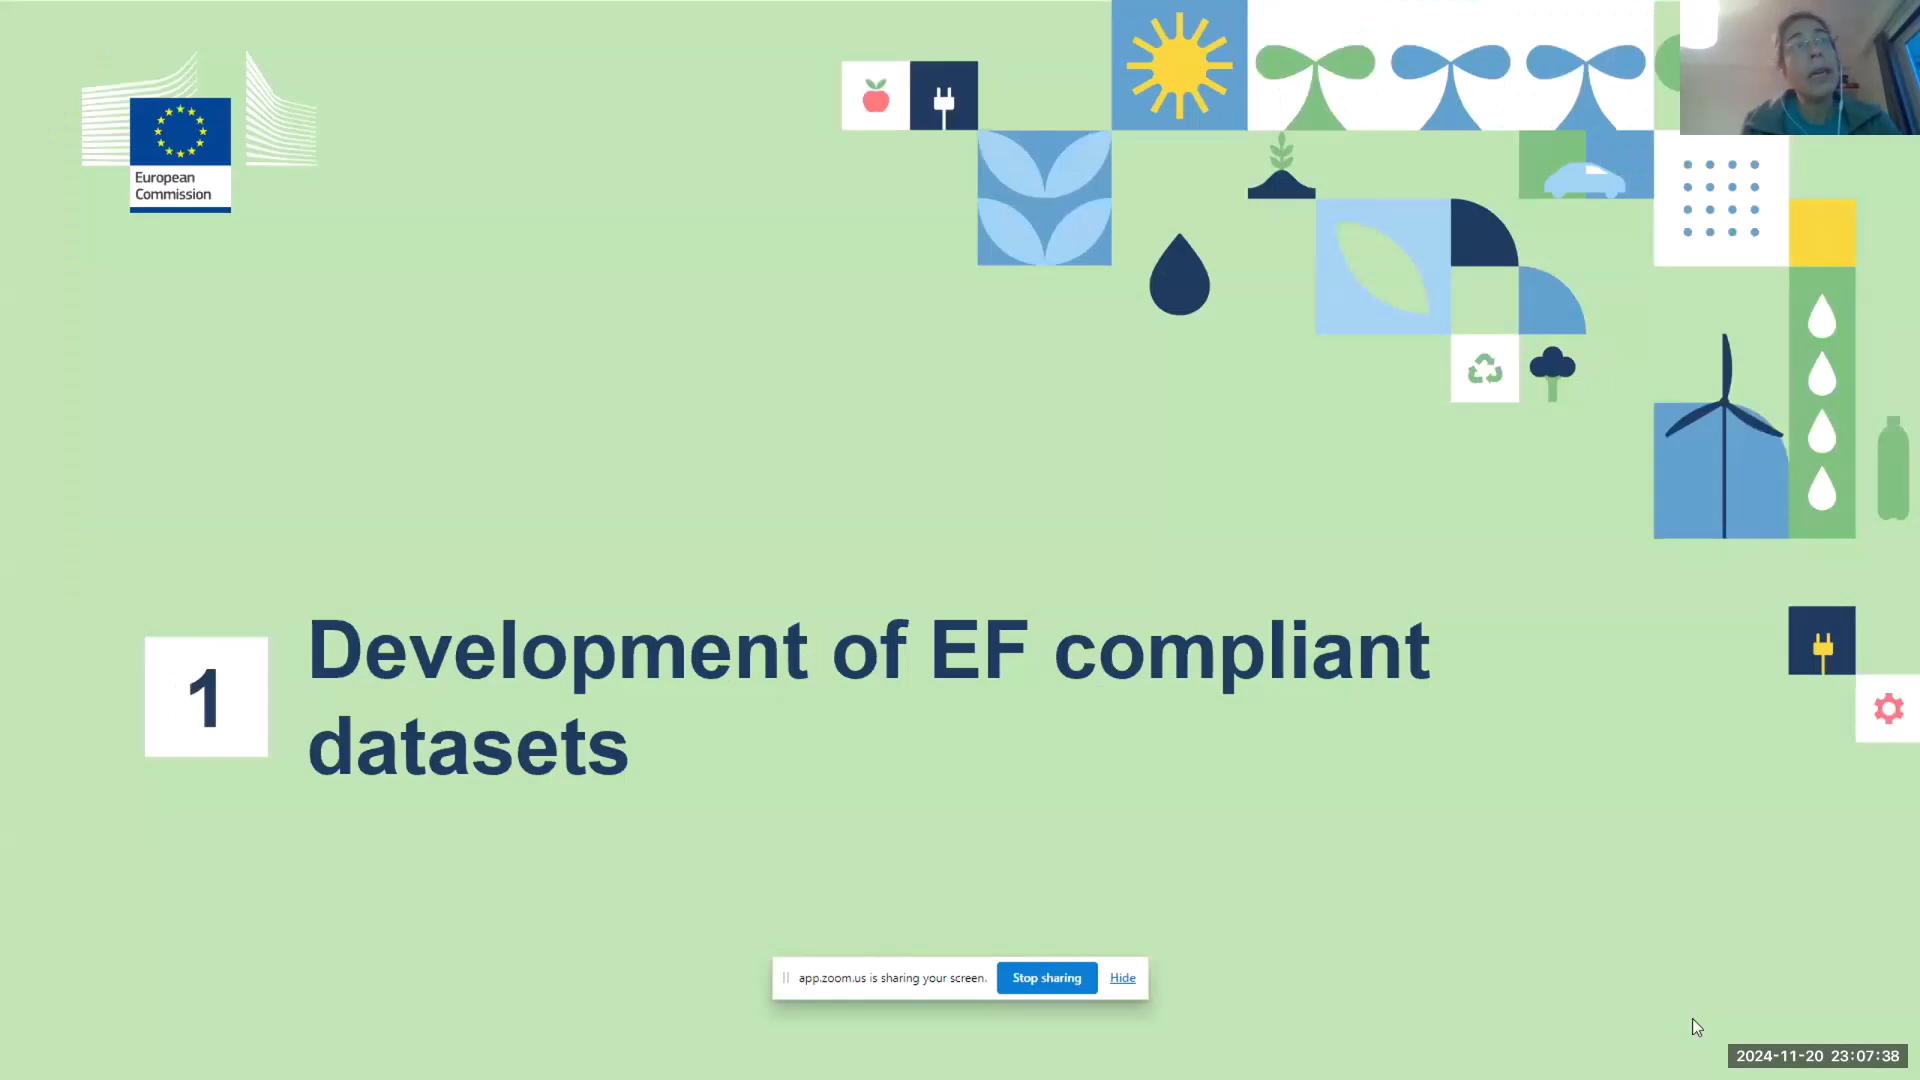 European
Commission
1
Development of EF compliant
datasets
app.zoom.us is sharing your screen.
Stop sharing
Hide
2024-11-20 23:07:38